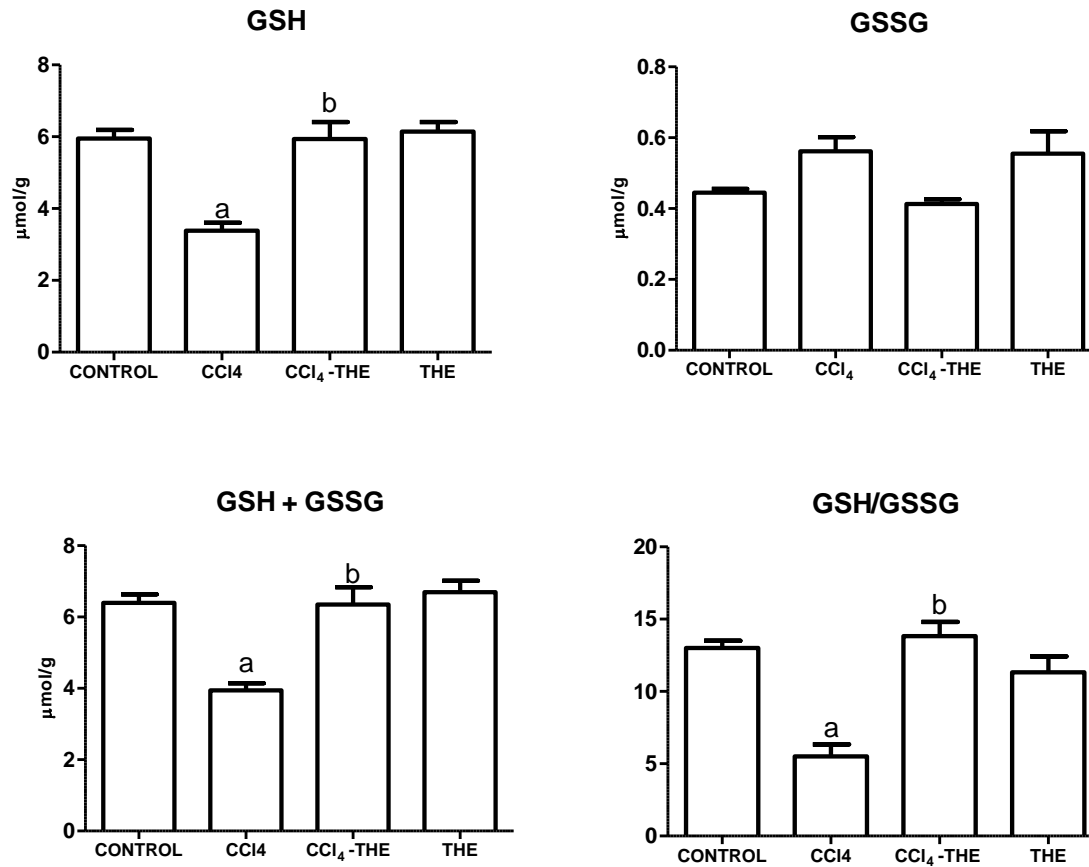 GSH
8
6
4
2
0
µmol/g
a
b
CONTROL CCl4 CCl₄ -THE THE
GSSG
0.8
0.6
0.4
0.2
0.0
µmol/g
CONTROL CCl₄ CCl₄ -THE THE
GSH + GSSG
8
6
4
2
0
µmol/g
a
b
CONTROL CCl4 CCl₄ -THE THE
GSH/GSSG
20
15
10
5
0
a
b
CONTROL CCl4 CCl₄ -THE THE